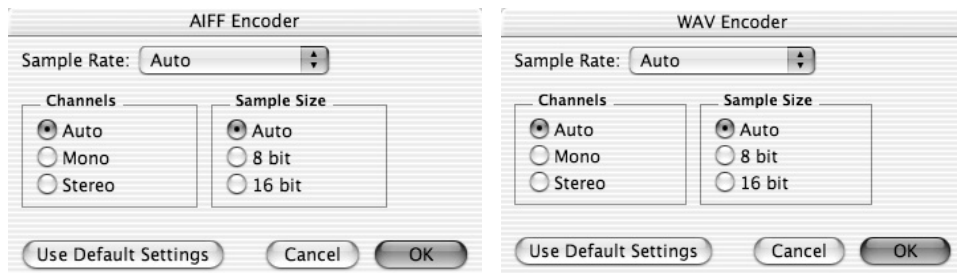 AIFF Encoder
Sample Rate: Auto
Channels
Auto
Mono
Stereo
Sample Size
Auto
8 bit
16 bit
Use Default Settings Cancel OK
WAV Encoder
Sample Rate: Auto
Channels
Auto
Mono
Stereo
Sample Size
Auto
8 bit
16 bit
Use Default Settings Cancel OK